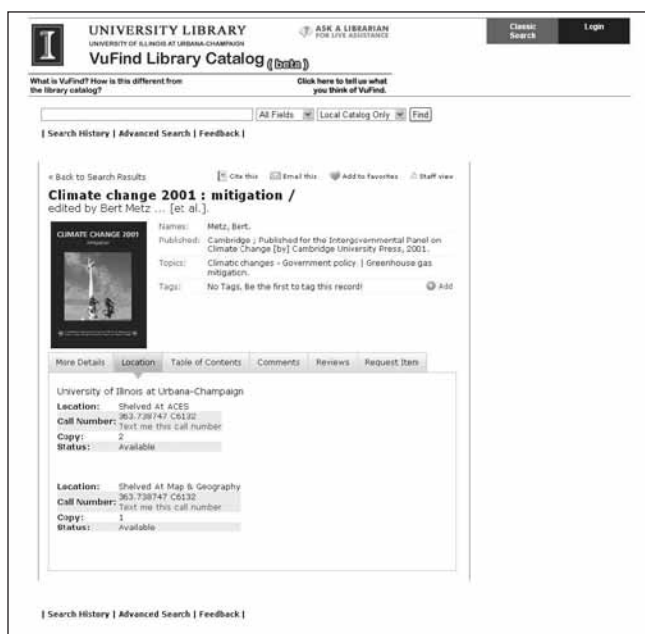 UNIVERSITY LIBRARY
UNIVERSITY OF ILLINOIS AT URBANA-CHAMPAIGN
VuFind Library Catalog (beta)
ASK A LIBRARIAN
FOR LIVE ASSISTANCE
Classic Search
Login
What is VuFind? How is this different from
the library catalog?
Click here to tell us what
you think of VuFind.
All Fields Local Catalog Only Find
| Search History | Advanced Search | Feedback |
« Back to Search Results Cite this Email this Add to favorites Staff view
Climate change 2001 : mitigation /
edited by Bert Metz ... [et al.].
CLIMATE CHANGE 2001
Mitigation
Names: Metz, Bert.
Published: Cambridge ; Published for the Intergovernmental Panel on
Climate Change [by] Cambridge University Press, 2001.
Topics: Climatic changes - Government policy. | Greenhouse gas
mitigation.
Tags: No Tags, Be the first to tag this record! Add
More Details Location Table of Contents Comments Reviews Request Item
University of Illinois at Urbana-Champaign
Location: Shelved At ACES
Call Number: 363.738747 C6132
Text me this call number
Copy: 2
Status: Available
Location: Shelved At Map & Geography
Call Number: 363.738747 C6132
Text me this call number
Copy: 1
Status: Available
| Search History | Advanced Search | Feedback |